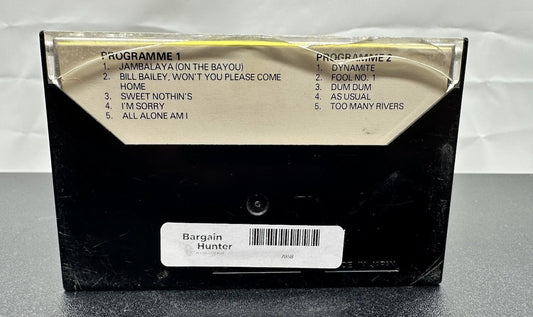 PROGRAMME 1
1. JAMBALAYA (ON THE BAYOU)
2. BILL BAILEY, WON'T YOU PLEASE COME
HOME
3. SWEET NOTHIN'S
4. I'M SORRY
5. ALL ALONE AM I
PROGRAMME 2
1. DYNAMITE
2. FOOL NO. 1
3. DUM DUM
4. AS USUAL
5. TOO MANY RIVERS
Bargain
Hunter
IN JAPAN